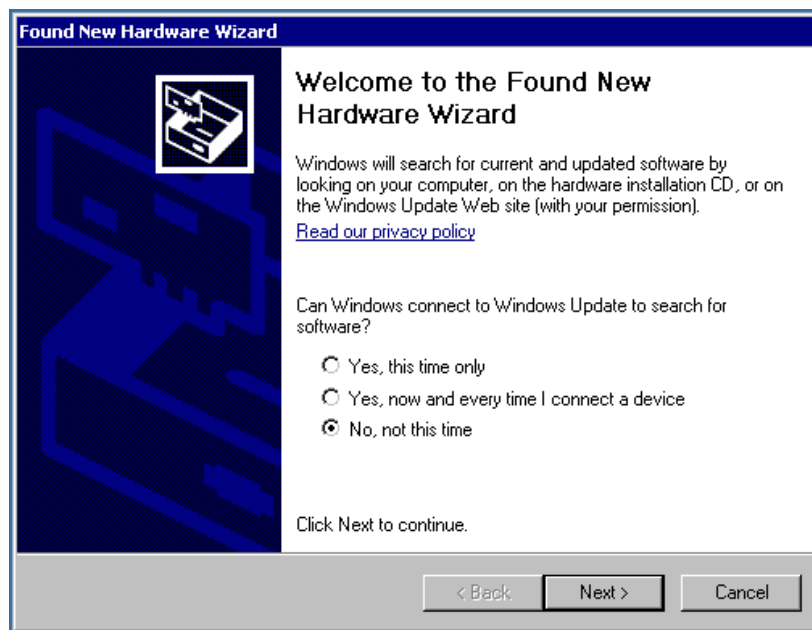 Found New Hardware Wizard
Welcome to the Found New
Hardware Wizard
Windows will search for current and updated software by
looking on your computer, on the hardware installation CD, or on
the Windows Update Web site (with your permission).
Read our privacy policy
Can Windows connect to Windows Update to search for
software?
Yes, this time only
Yes, now and every time I connect a device
No, not this time
Click Next to continue.
< Back
Next >
Cancel